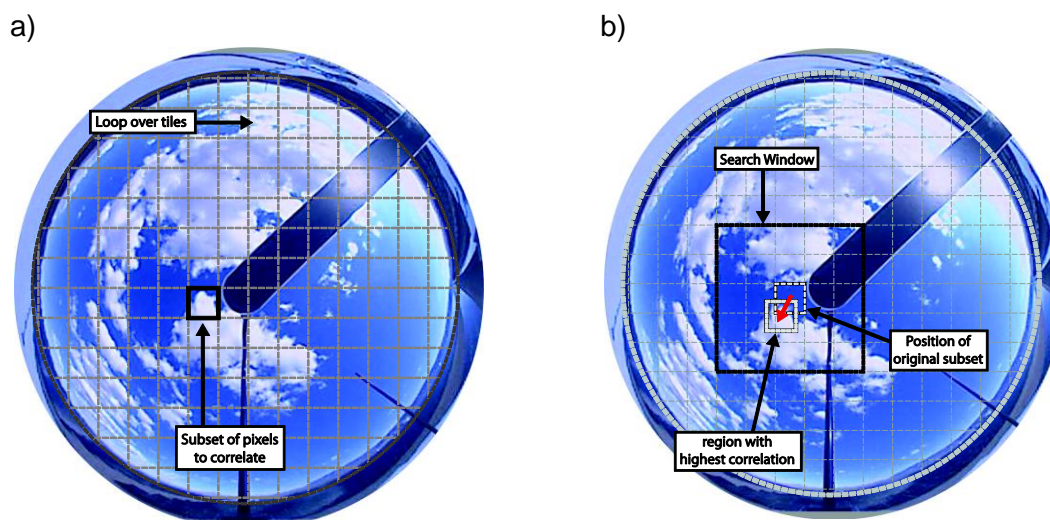 a)
b)
Loop over tiles
Subset of pixels
to correlate
Search Window
Position of
original subset
region with
highest correlation